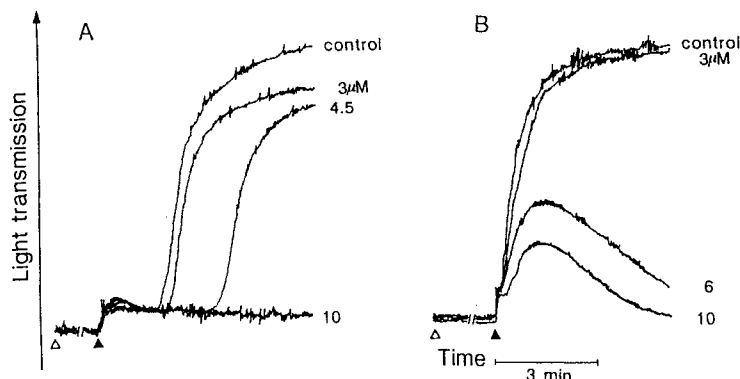 Light transmission
A
control
3μM
4.5
10
B
control
3μM
6
10
Time
3 min